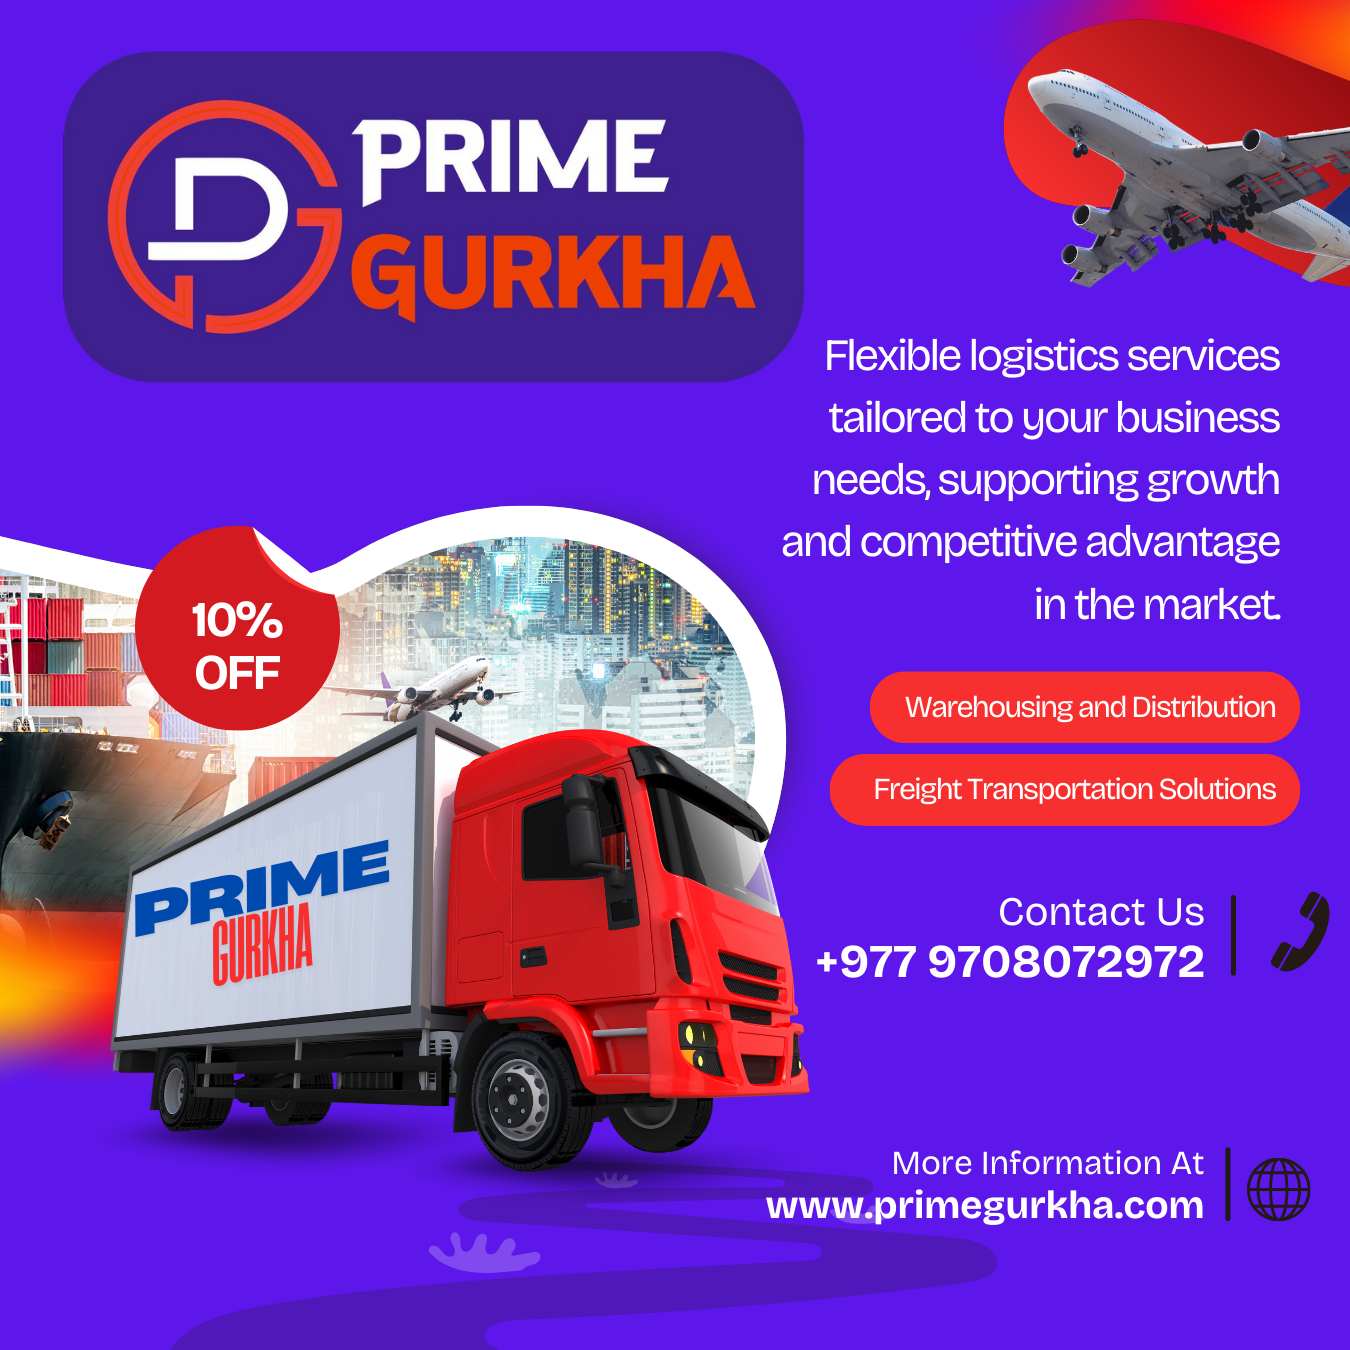 PRIME
GURKHA
Flexible logistics services
tailored to your business
needs, supporting growth
and competitive advantage
in the market.
10%
OFF
Warehousing and Distribution
Freight Transportation Solutions
PRIME
GURKHA
Contact Us
+977 9708072972
More Information At
www.primegurkha.com